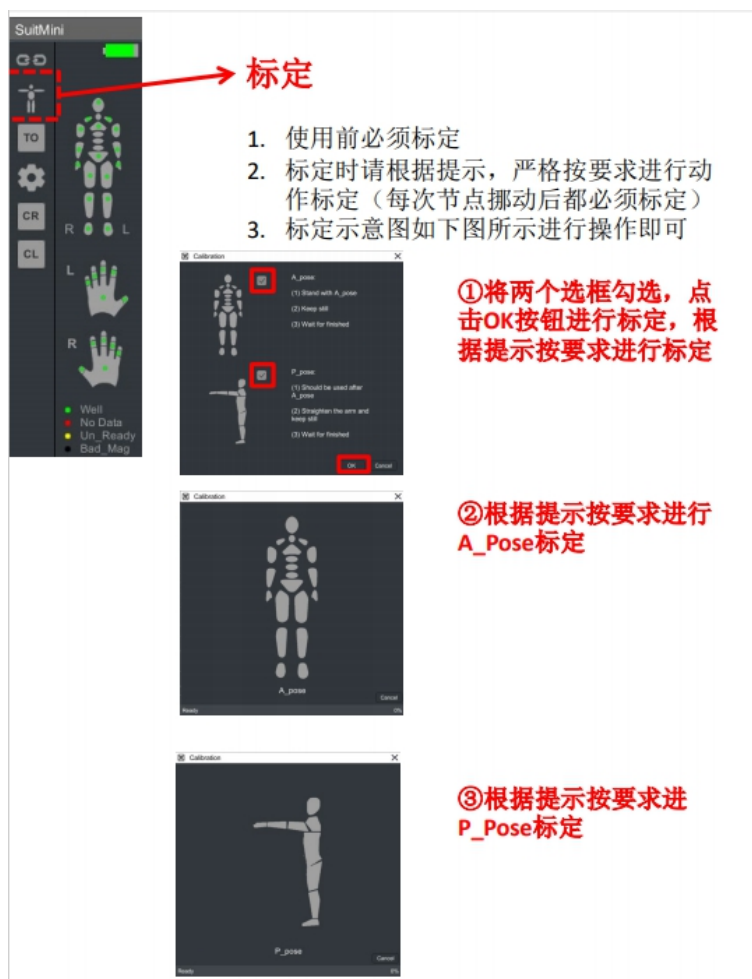 SuitMini
TO
CR
CL
R L
L
R
Well
No Data
Un_Ready
Bad_Mag
标定
1. 使用前必须标定
2. 标定时请根据提示，严格按要求进行动
作标定（每次节点挪动后都必须标定）
3. 标定示意图如下图所示进行操作即可
Calibration
A_pose:
(1) Stand with A_pose
(2) Keep still
(3) Wait for finished
P_pose:
(1) Should be used after
A_pose
(2) Straighten the arm and
keep still
(3) Wait for finished
OK Cancel
①将两个选框勾选，点
击OK按钮进行标定，根
据提示按要求进行标定
Calibration
A_pose
Cancel
Ready 0%
②根据提示按要求进行
A_Pose标定
Calibration
P_pose
Cancel
Ready 0%
③根据提示按要求进
P_Pose标定